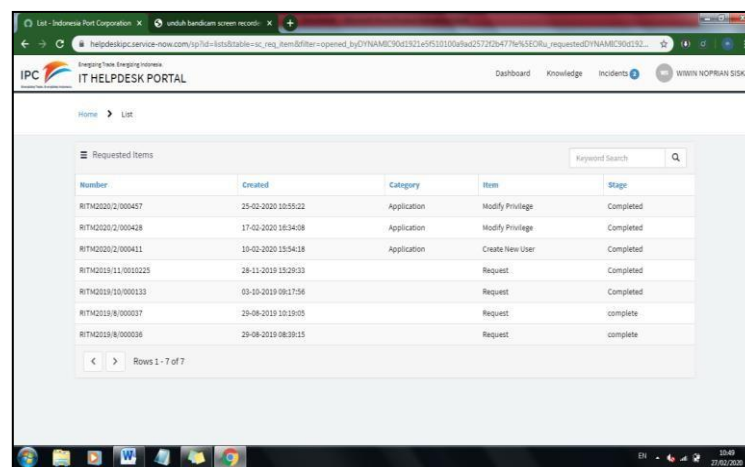 List - Indonesia Port Corporation
unduh bandicam screen recorder
helpdeskipc.service-now.com/sp?id=lists&table=sc_req_item&filter=opened_byDYNAMIC90d1921e5f510100a9ad2572f2b477fe%5EORu_requestedDYNAMIC90d192...
IPC
Energizing Trade. Energizing Indonesia.
IT HELPDESK PORTAL
Dashboard Knowledge Incidents 3 WIWIN NOPRIAN SISK
Home > List
Requested Items
Keyword Search
Number Created Category Item Stage
RITM2020/2/000457 25-02-2020 10:55:22 Application Modify Privilege Completed
RITM2020/2/000428 17-02-2020 16:34:08 Application Modify Privilege Completed
RITM2020/2/000411 10-02-2020 15:54:18 Application Create New User Completed
RITM2019/11/0010225 28-11-2019 15:29:33 Request Completed
RITM2019/10/000133 03-10-2019 09:17:56 Request Completed
RITM2019/8/000037 29-08-2019 10:19:05 Request complete
RITM2019/8/000036 29-08-2019 08:39:15 Request complete
< > Rows 1 - 7 of 7
EN
10:49
27/02/2020